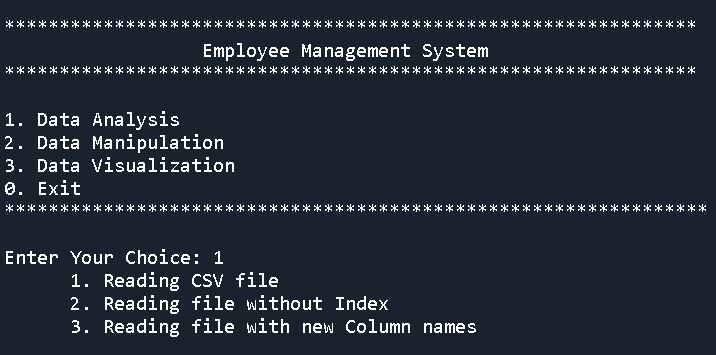 ****************************************************************
Employee Management System
****************************************************************
1. Data Analysis
2. Data Manipulation
3. Data Visualization
0. Exit
*****************************************************************
Enter Your Choice: 1
1. Reading CSV file
2. Reading file without Index
3. Reading file with new Column names